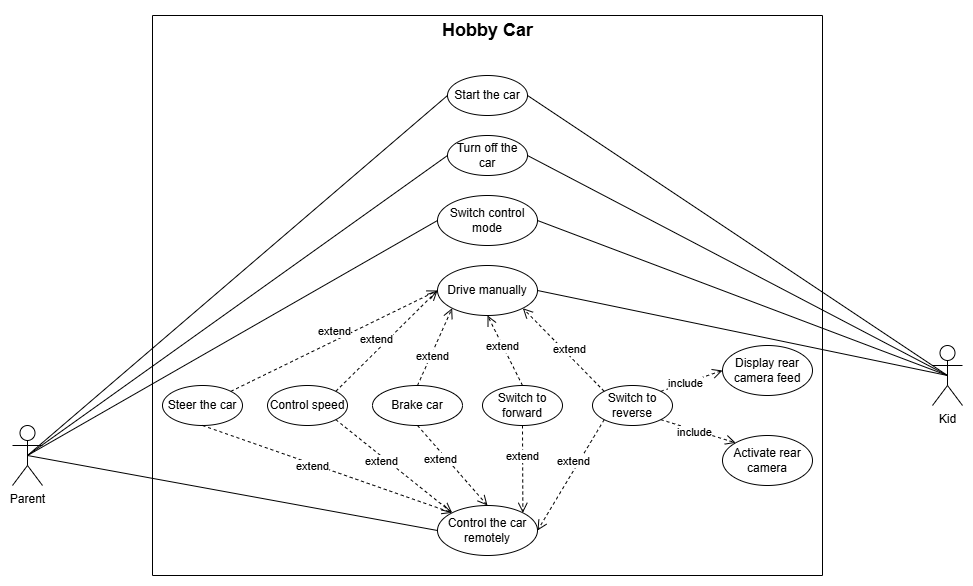 Hobby Car
Start the car
Turn off the
car
Switch control
mode
Drive manually
extend
extend
extend
extend
extend
Display rear
camera feed
include
Steer the car
Control speed
Brake car
Switch to
forward
Switch to
reverse
Kid
include
Activate rear
camera
extend
extend
extend
extend
extend
Parent
Control the car
remotely